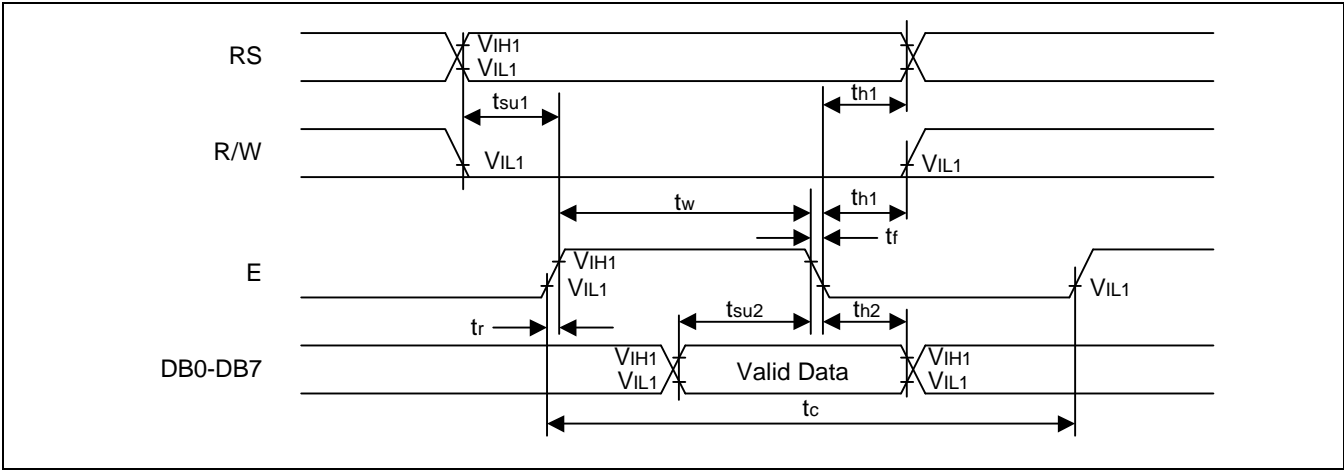 RS
VIH1
VIL1
tsu1
th1
R/W
VIL1
VIL1
tw
th1
tf
E
VIH1
VIL1
VIL1
tr
tsu2
th2
DB0-DB7
VIH1
VIL1
Valid Data
VIH1
VIL1
tc